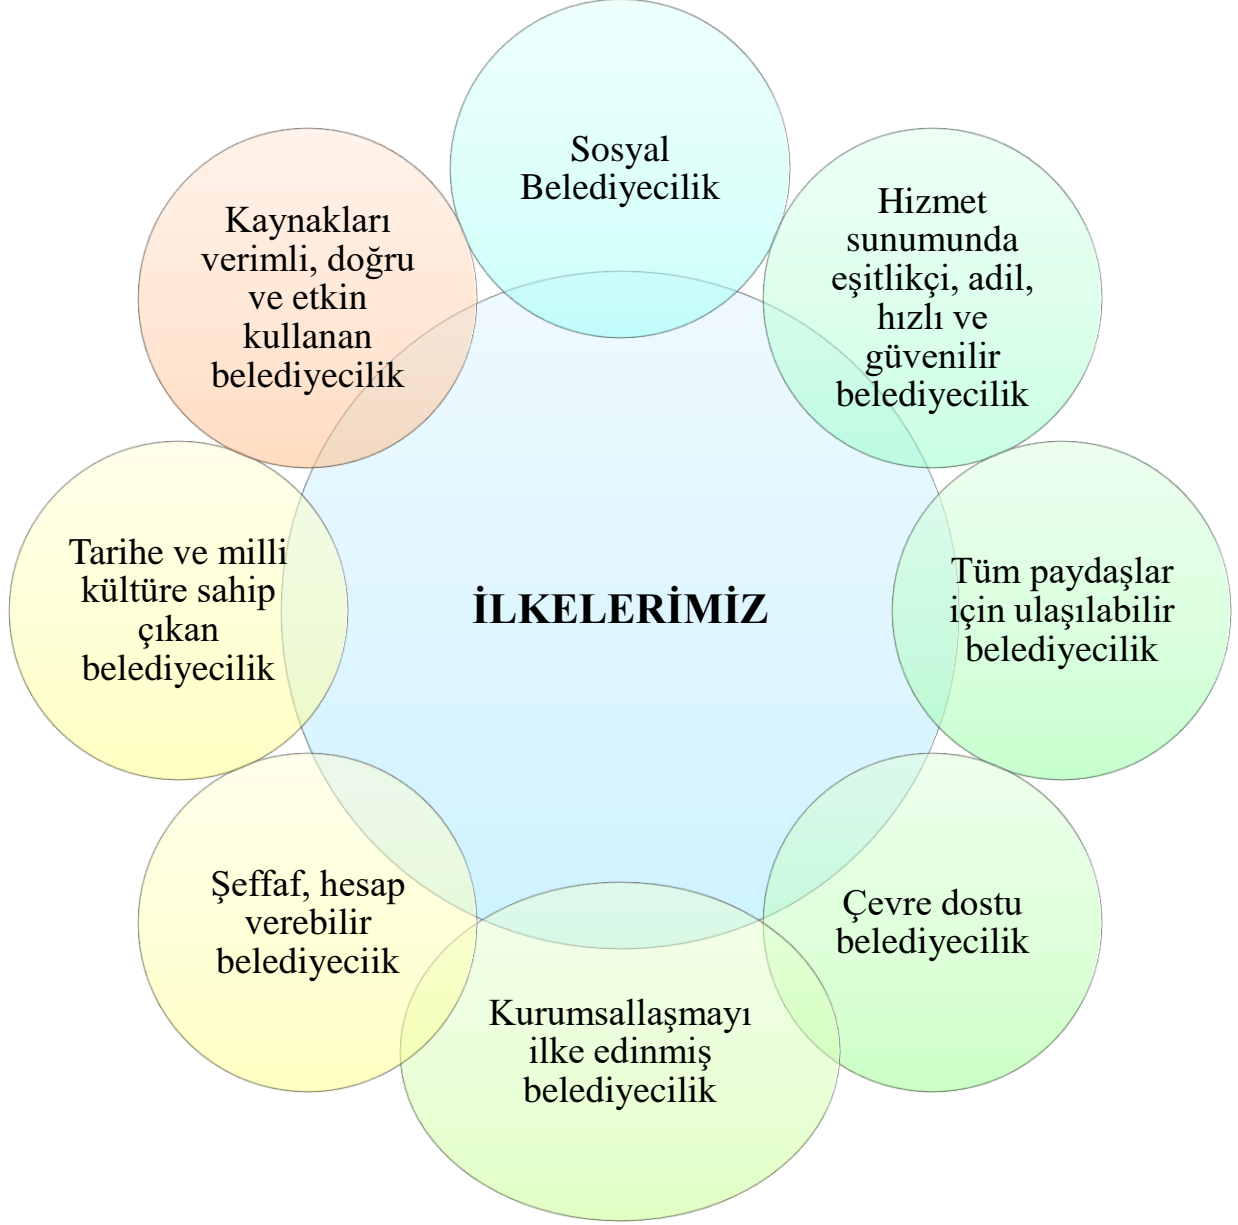 Sosyal
Belediyecilik
Hizmet
sunumunda
eşitlikçi, adil,
hızlı ve
güvenilir
belediyecilik
Tüm paydaşlar
için ulaşılabilir
belediyecilik
Çevre dostu
belediyecilik
Kurumsallaşmayı
ilke edinmiş
belediyecilik
Şeffaf, hesap
verebilir
belediyeciik
Tarihe ve milli
kültüre sahip
çıkan
belediyecilik
Kaynakları
verimli, doğru
ve etkin
kullanan
belediyecilik
İLKELERİMİZ